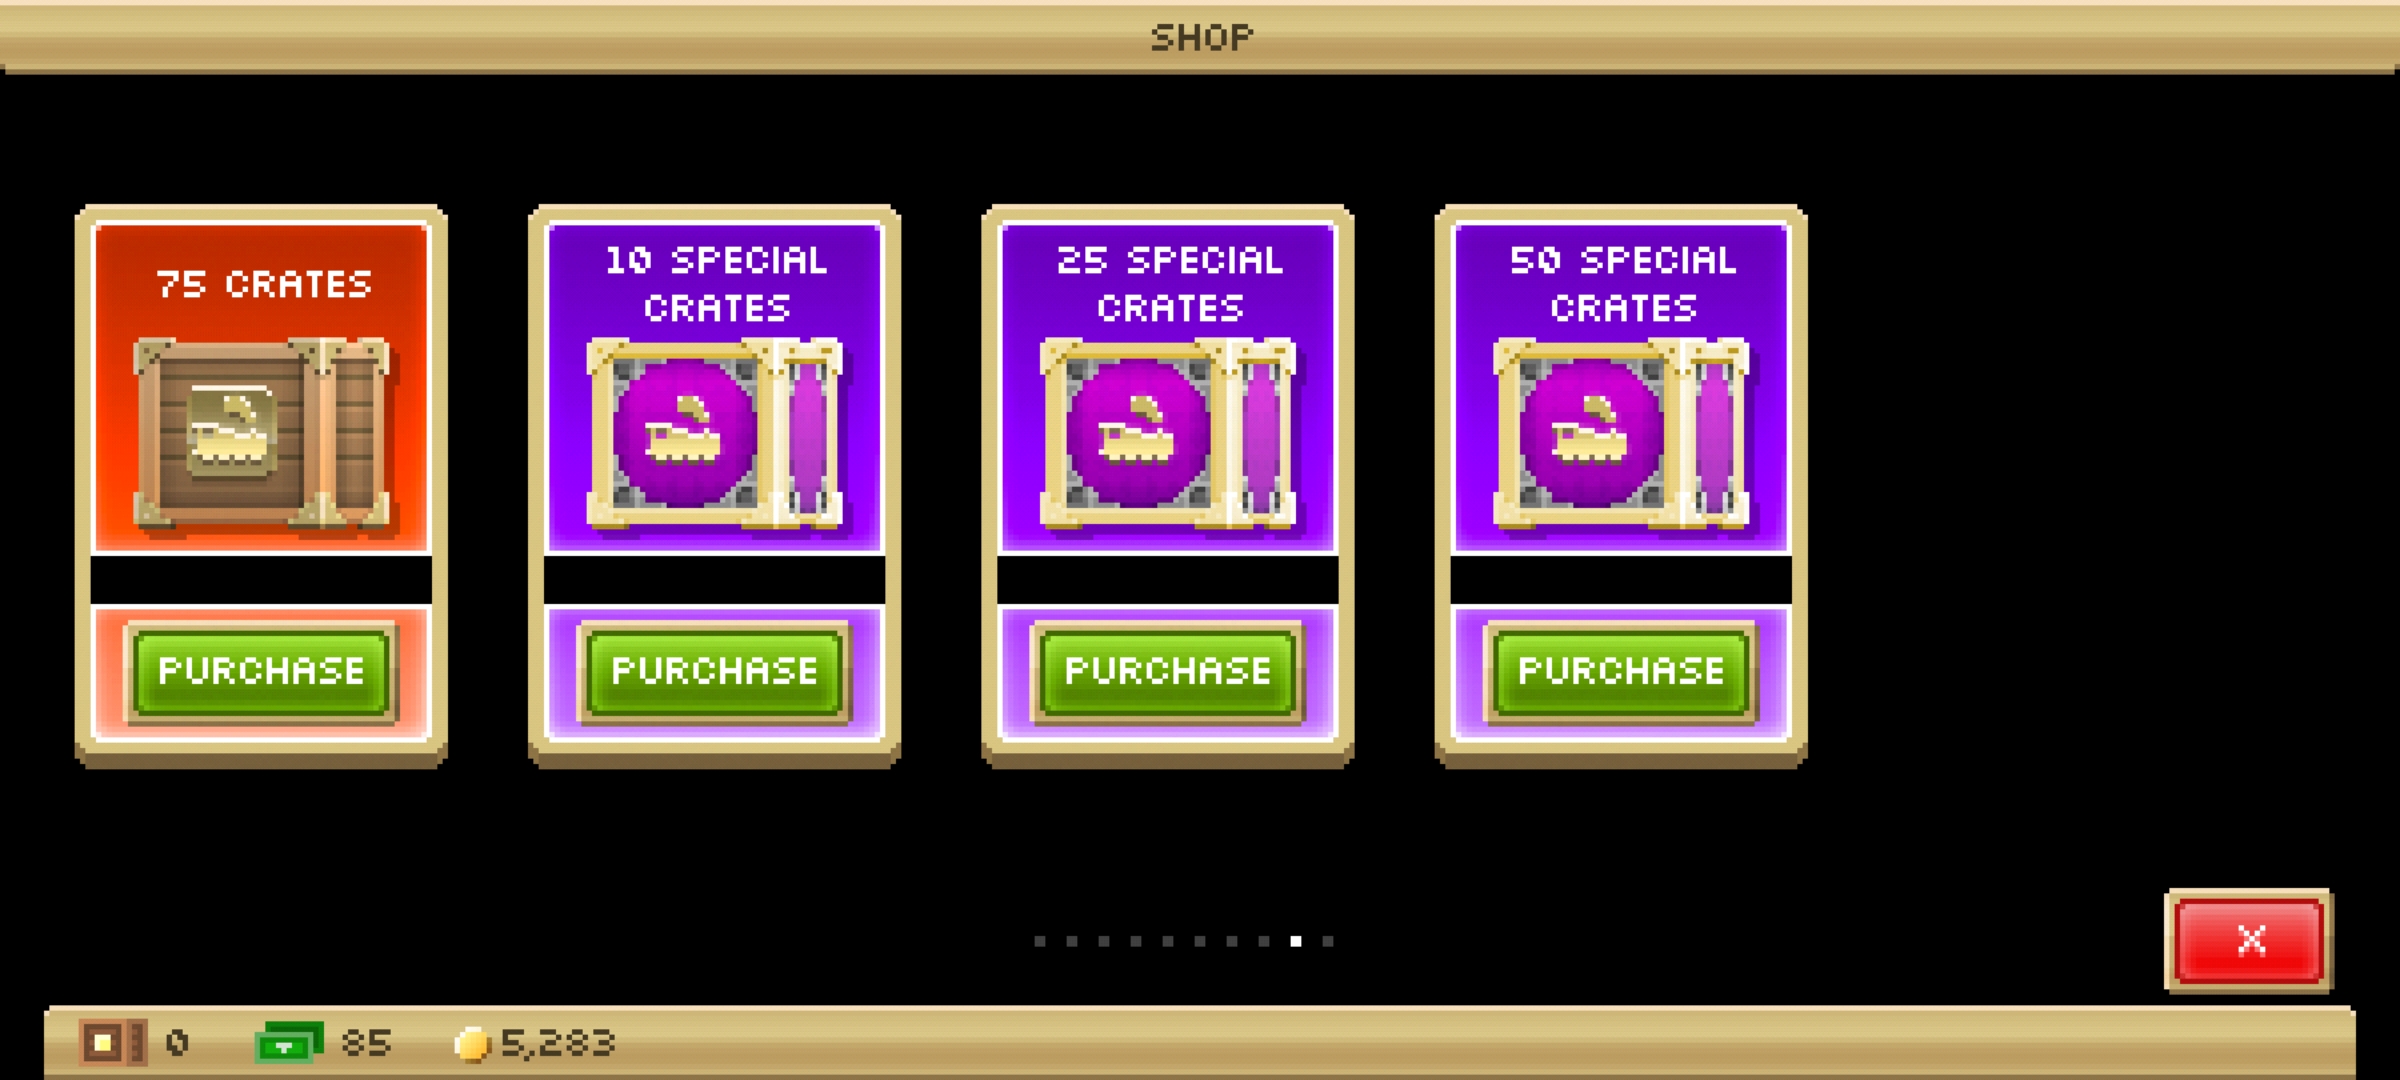 SHOP
75 CRATES
PURCHASE
10 SPECIAL
CRATES
PURCHASE
25 SPECIAL
CRATES
PURCHASE
50 SPECIAL
CRATES
PURCHASE
X
0 85 5,283